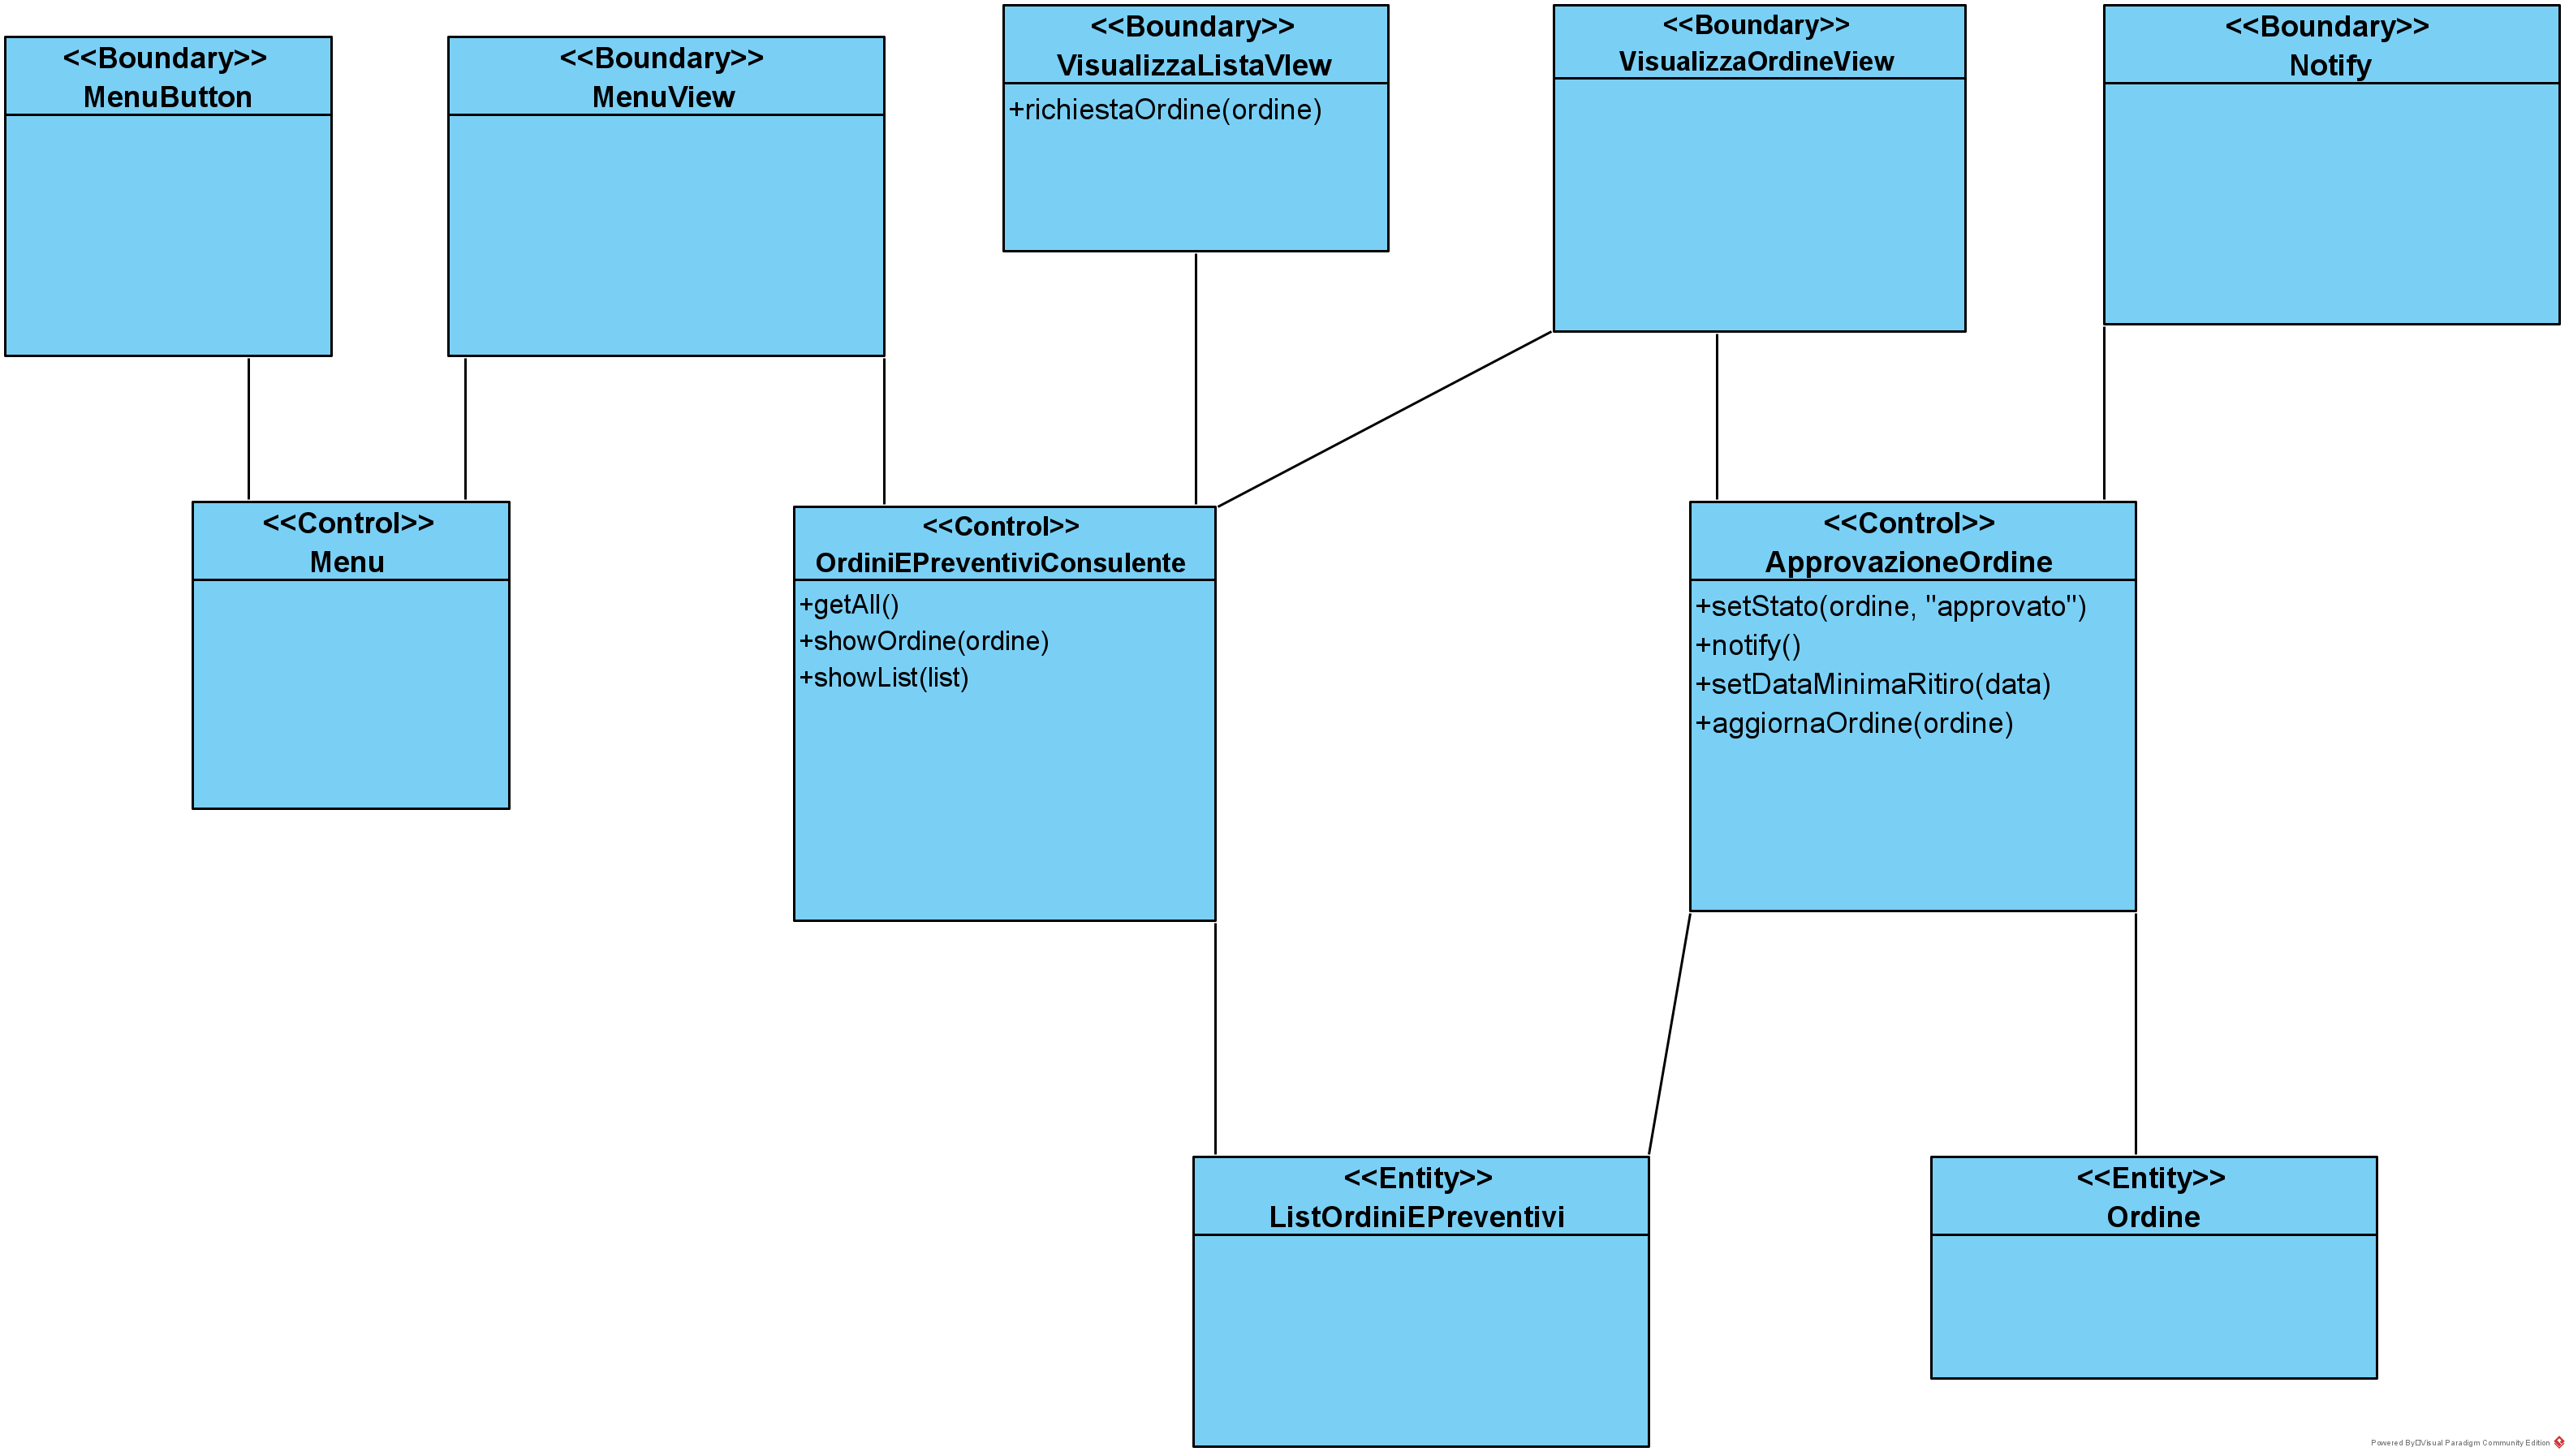 <<Boundary>>
MenuButton
<<Boundary>>
MenuView
<<Boundary>>
VisualizzaListaVIew
+richiestaOrdine(ordine)
<<Boundary>>
VisualizzaOrdineView
<<Boundary>>
Notify
<<Control>>
Menu
<<Control>>
OrdiniEPreventiviConsulente
+getAll()
+showOrdine(ordine)
+showList(list)
<<Control>>
ApprovazioneOrdine
+setStato(ordine, "approvato")
+notify()
+setDataMinimaRitiro(data)
+aggiornaOrdine(ordine)
<<Entity>>
ListOrdiniEPreventivi
<<Entity>>
Ordine
Powered By□Visual Paradigm Community Edition